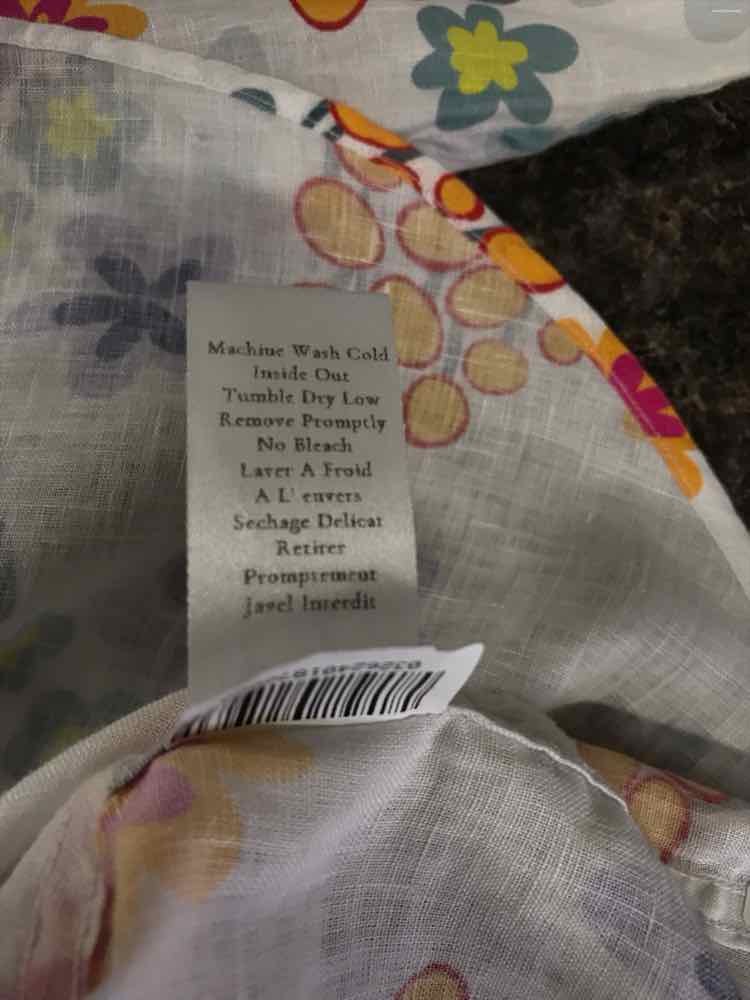 Machine Wash Cold
Inside Out
Tumble Dry Low
Remove Promptly
No Bleach
Laver A Froid
A L' envers
Sechage Delicat
Retirer
Promptement
Javel Interdit